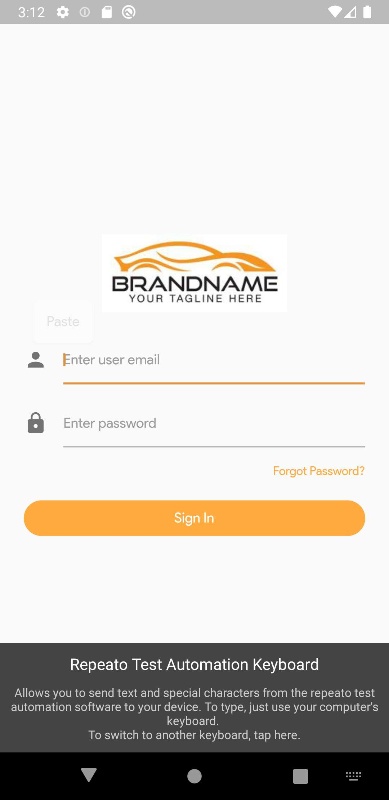 3:12
BRANDNAME
YOUR TAGLINE HERE
Paste
Enter user email
Enter password
Forgot Password?
Sign In
Repeato Test Automation Keyboard
Allows you to send text and special characters from the repeato test
automation software to your device. To type, just use your computer's
keyboard.
To switch to another keyboard, tap here.